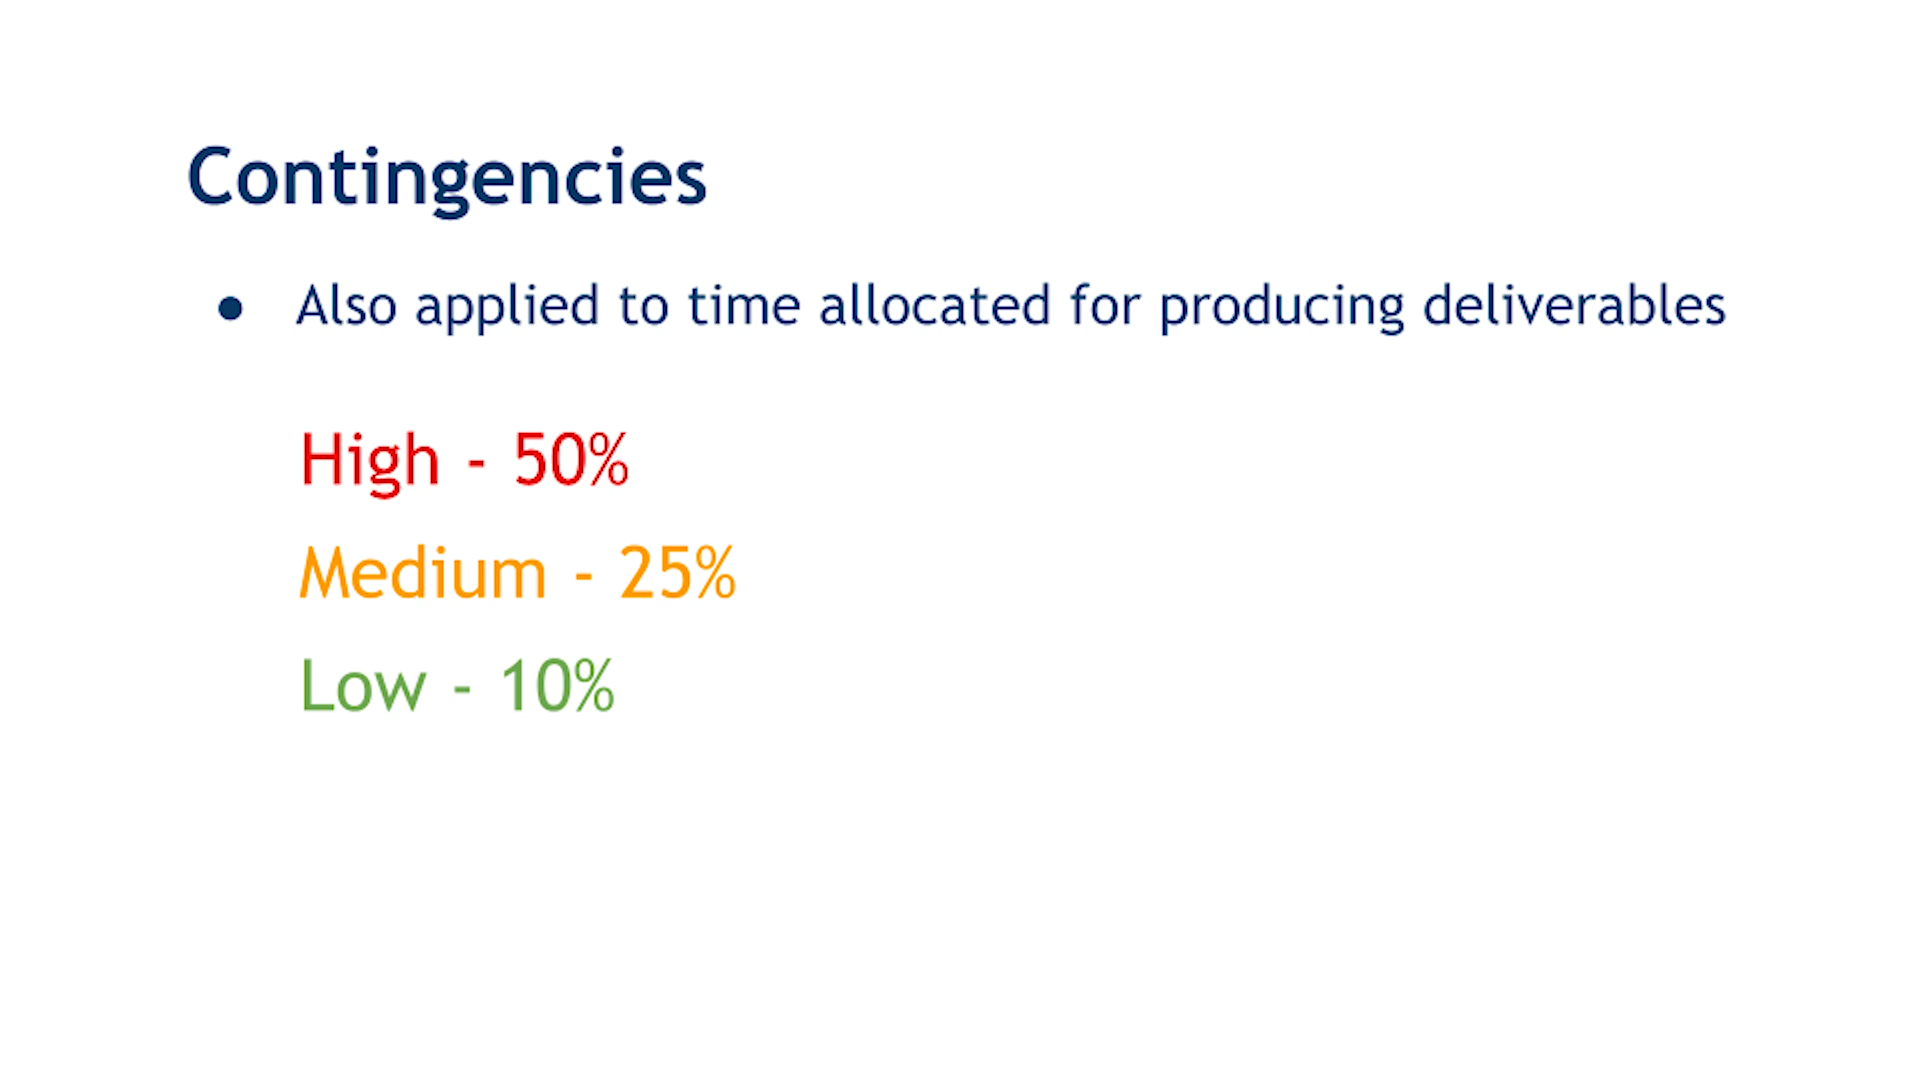 Contingencies
● Also applied to time allocated for producing deliverables
High - 50%
Medium - 25%
Low - 10%